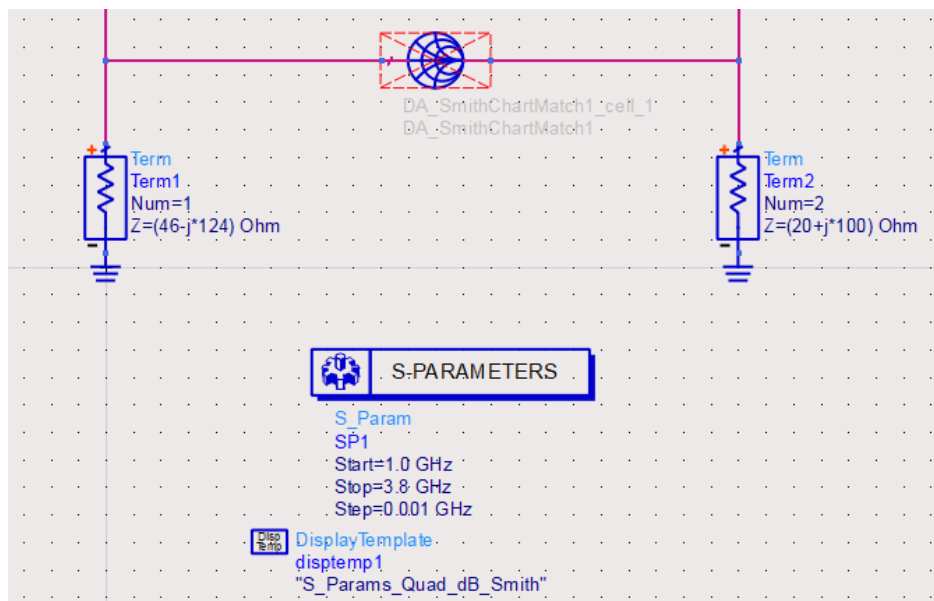 DA_SmithChartMatch1_cell_1
DA_SmithChartMatch1
Term
Term1
Num=1
Z=(46-j*124) Ohm
Term
Term2
Num=2
Z=(20+j*100) Ohm
S-PARAMETERS
S_Param
SP1
Start=1.0 GHz
Stop=3.8 GHz
Step=0.001 GHz
Disp
Temp
DisplayTemplate
disptemp1
"S_Params_Quad_dB_Smith"